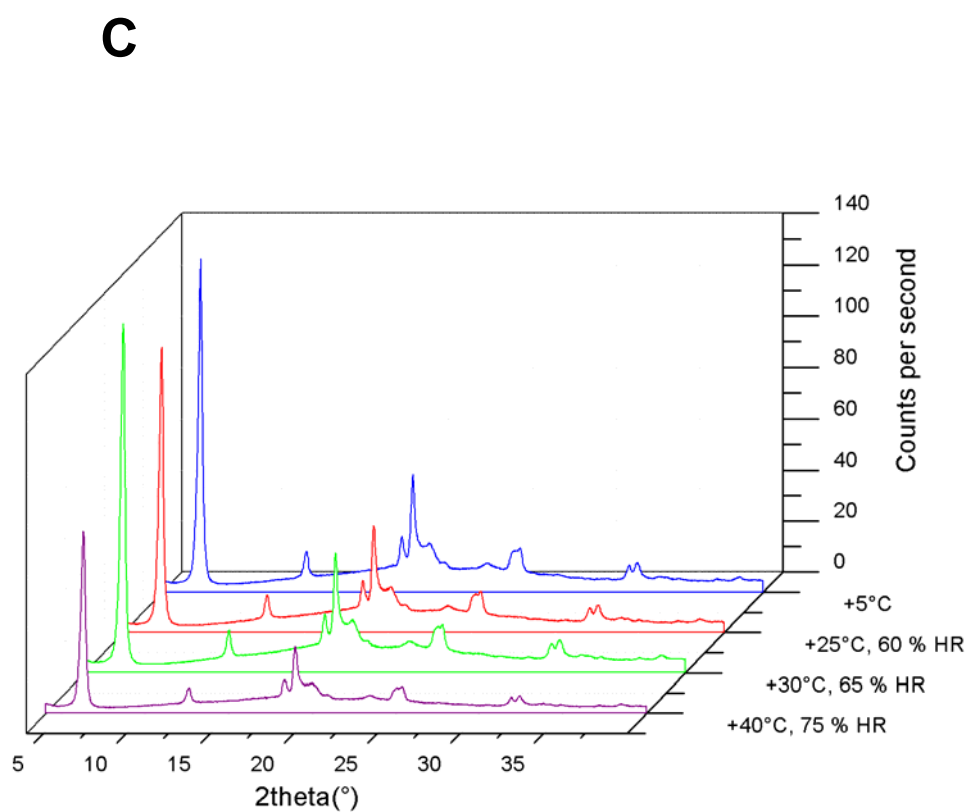 C
140
120
100
80
60
40
20
0
Counts per second
+5°C
+25°C, 60 % HR
+30°C, 65 % HR
+40°C, 75 % HR
5 10 15 20 25 30 35
2theta(°)